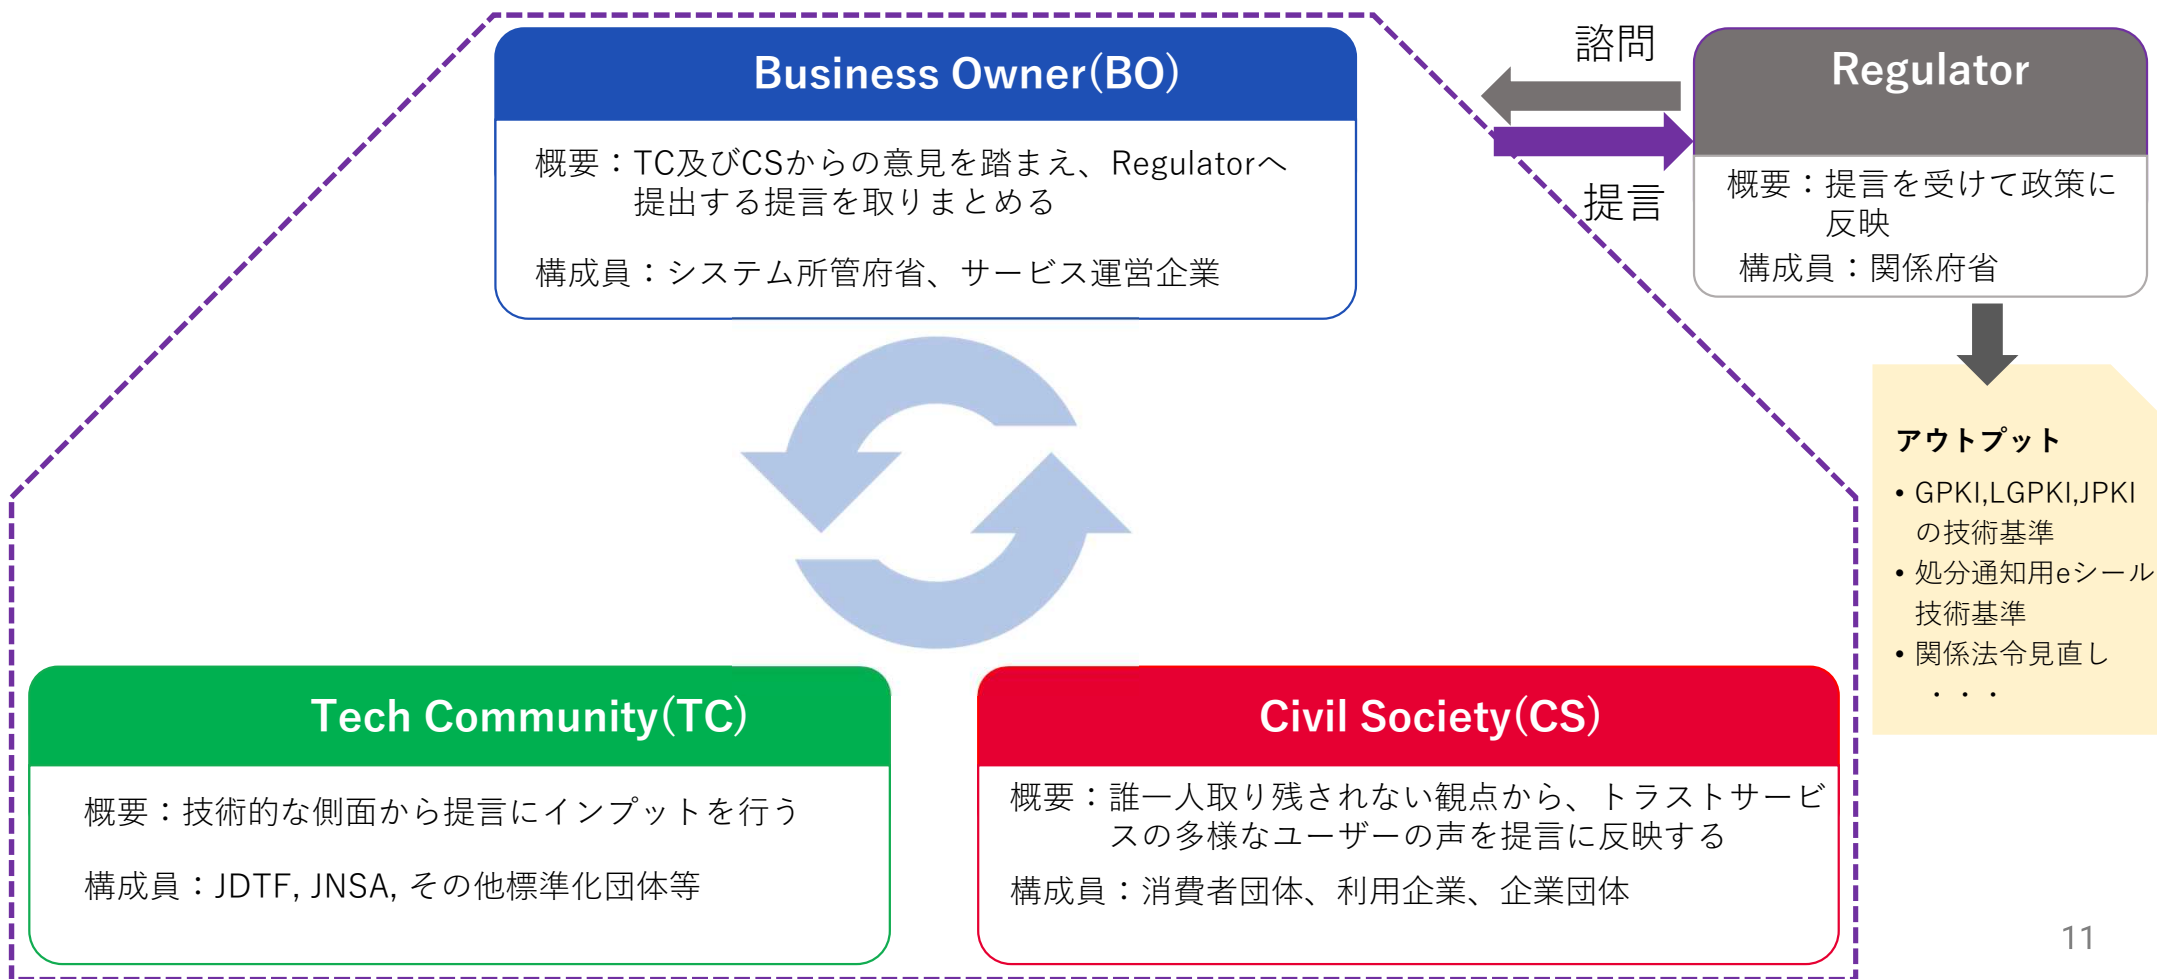 Business Owner(BO)
概要：TC及びCSからの意見を踏まえ、Regulatorへ
提出する提言を取りまとめる
構成員：システム所管府省、サービス運営企業
諮問
提言
Regulator
概要：提言を受けて政策に
反映
構成員：関係府省
アウトプット
• GPKI,LGPKI,JPKI
の技術基準
• 処分通知用eシール
技術基準
• 関係法令見直し
・・・
Tech Community(TC)
概要：技術的な側面から提言にインプットを行う
構成員：JDTF, JNSA, その他標準化団体等
Civil Society(CS)
概要：誰一人取り残されない観点から、トラストサービ
スの多様なユーザーの声を提言に反映する
構成員：消費者団体、利用企業、企業団体
11